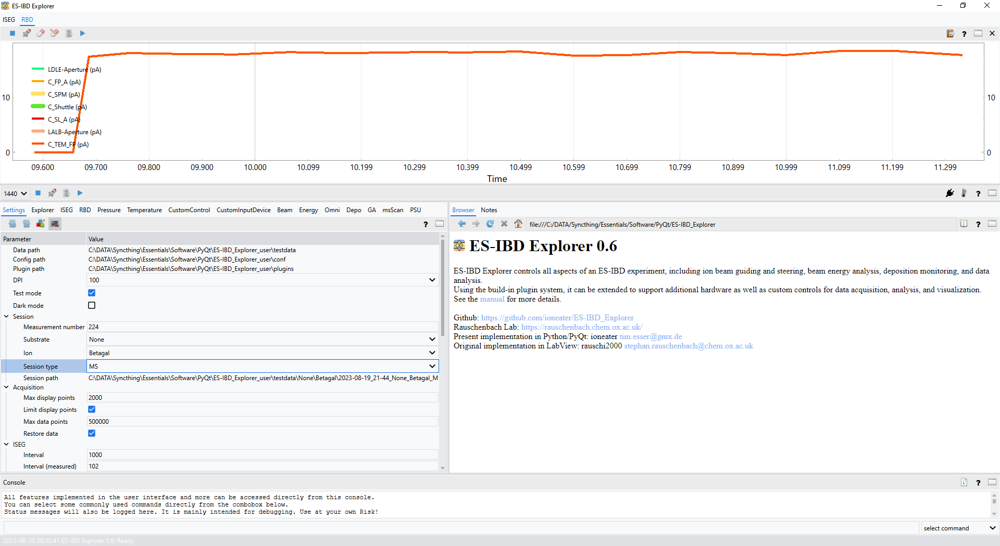 ES-IBD Explorer
ISEG RBD
LDLE-Aperture (pA)
C_FP_A (pA)
C_SPM (pA)
C_Shuttle (pA)
C_SL_A (pA)
LALB-Aperture (pA)
C_TEM_FP (pA)
10
0
10
0
09.600 09.700 09.800 09.900 10.000 10.099 10.199 10.299 10.399 10.499 10.599 10.699 10.799 10.899 10.999 11.099 11.199 11.299
Time
1440
Settings Explorer ISEG RBD Pressure Temperature CustomControl CustomInputDevice Beam Energy Omni Depo GA msScan PSU
Parameter Value
Data path C:\DATA\Syncthing\Essentials\Software\PyQt\ES-IBD_Explorer_user\testdata
Config path C:\DATA\Syncthing\Essentials\Software\PyQt\ES-IBD_Explorer_user\conf
Plugin path C:\DATA\Syncthing\Essentials\Software\PyQt\ES-IBD_Explorer_user\plugins
DPI 100
Test mode
Dark mode
Session
Measurement number 224
Substrate None
Ion Betagal
Session type MS
Session path C:\DATA\Syncthing\Essentials\Software\PyQt\ES-IBD_Explorer_user\testdata\None\Betagal\2023-08-19_21-44_None_Betagal_M
Acquisition
Max display points 2000
Limit display points
Max data points 500000
Restore data
ISEG
Interval 1000
Interval (measured) 102
Browser Notes
file:///C:/DATA/Syncthing/Essentials/Software/PyQt/ES-IBD_Explorer
ES-IBD Explorer 0.6
ES-IBD Explorer controls all aspects of an ES-IBD experiment, including ion beam guiding and steering, beam energy analysis, deposition monitoring, and data
analysis.
Using the build-in plugin system, it can be extended to support additional hardware as well as custom controls for data acquisition, analysis, and visualization.
See the manual for more details.
Github: https://github.com/ioneater/ES-IBD_Explorer
Rauschenbach Lab: https://rauschenbach.chem.ox.ac.uk/
Present implementation in Python/PyQt: ioneater tim.esser@gmx.de
Original implementation in LabView: rauschi2000 stephan.rauschenbach@chem.ox.ac.uk
Console
All features implemented in the user interface and more can be accessed directly from this console.
You can select some commonly used commands directly from the combobox below.
Status messages will also be logged here. It is mainly intended for debugging. Use at your own Risk!
select command
2023-08-20 08:30:41 ES-IBD Explorer 0.6: Ready.